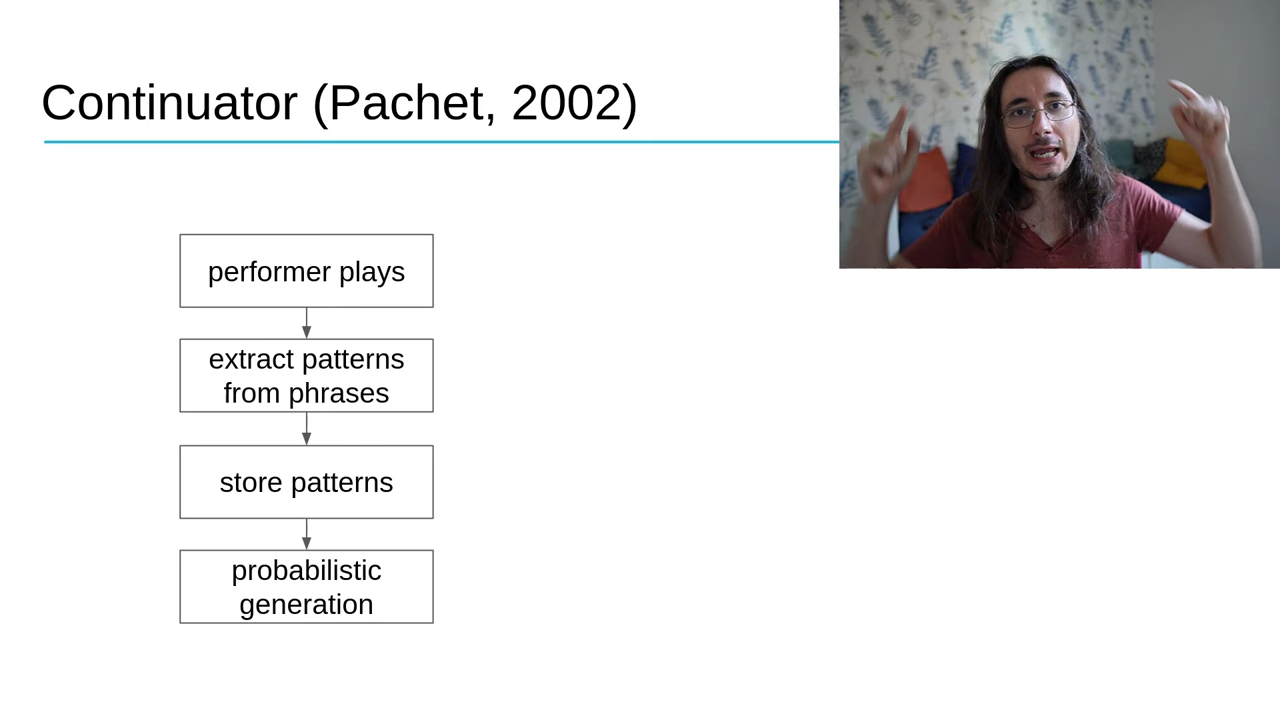 Continuator (Pachet, 2002)
performer plays
extract patterns
from phrases
store patterns
probabilistic
generation